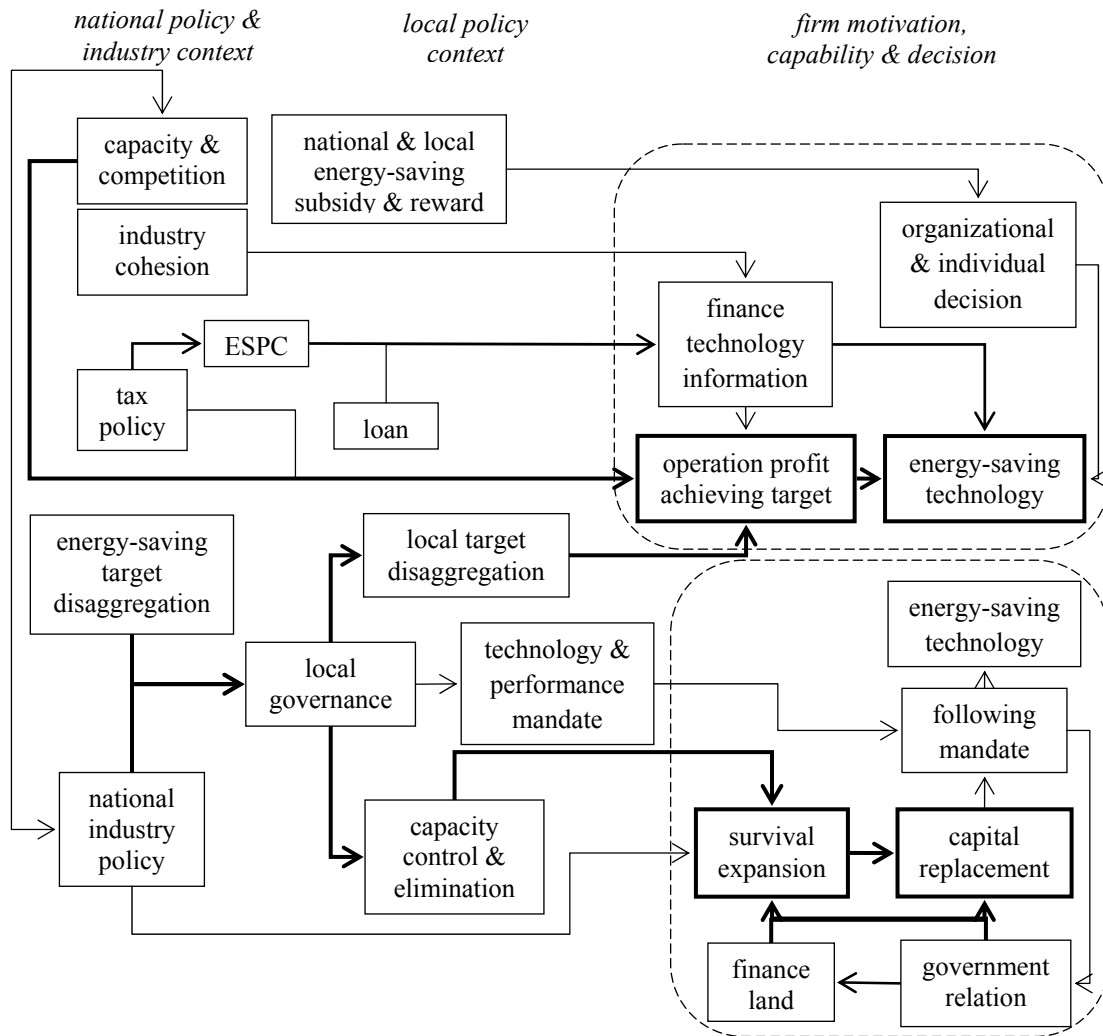 national policy &
industry context
local policy
context
firm motivation,
capability & decision
capacity &
competition
national & local
energy-saving
subsidy & reward
industry
cohesion
organizational
& individual
decision
finance
technology
information
ESPC
tax
policy
loan
operation profit
achieving target
energy-saving
technology
energy-saving
target
disaggregation
local target
disaggregation
energy-saving
technology
local
governance
technology &
performance
mandate
following
mandate
national
industry
policy
capacity
control &
elimination
survival
expansion
capital
replacement
finance
land
government
relation